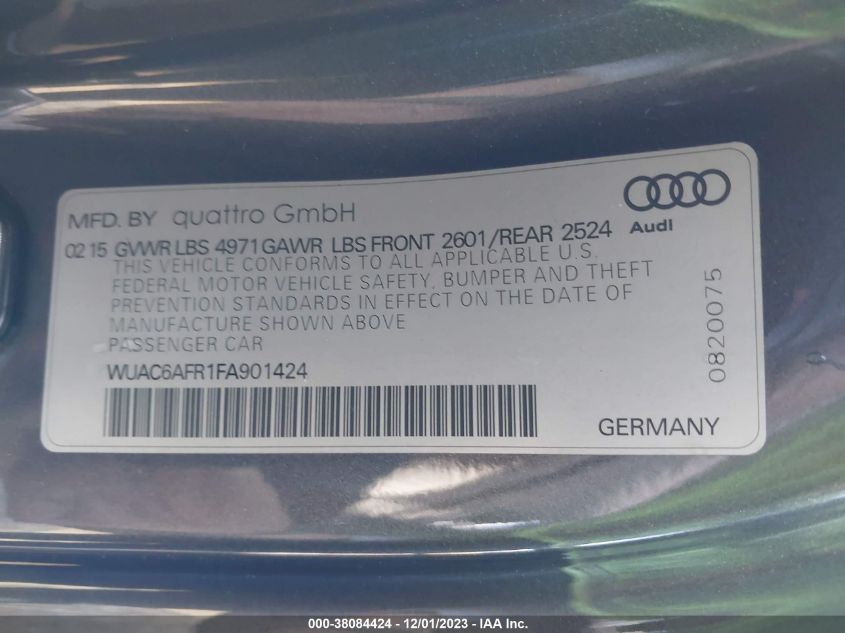 MFD. BY quattro GmbH
02 15 GVWR LBS 4971 GAWR LBS FRONT 2601/REAR 2524
Audi
THIS VEHICLE CONFORMS TO ALL APPLICABLE U.S.
FEDERAL MOTOR VEHICLE SAFETY, BUMPER AND THEFT
PREVENTION STANDARDS IN EFFECT ON THE DATE OF
MANUFACTURE SHOWN ABOVE
PASSENGER CAR
WUAC6AFR1FA901424
0820075
GERMANY
000-38084424 - 12/01/2023 - IAA Inc.